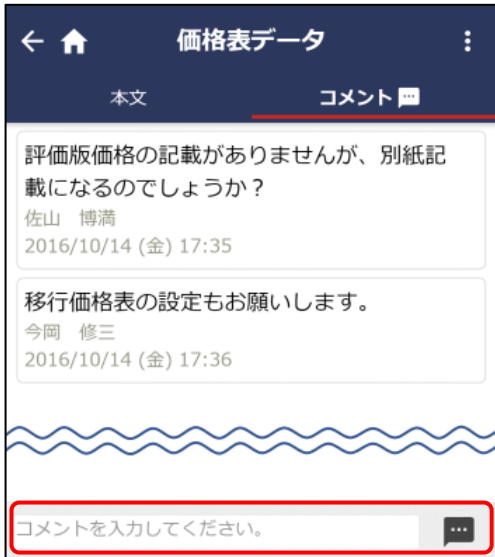 価格表データ
本文
コメント
評価版価格の記載がありませんが、別紙記
載になるのでしょうか？
佐山　博満
2016/10/14 (金) 17:35
移行価格表の設定もお願いします。
今岡　修三
2016/10/14 (金) 17:36
コメントを入力してください。